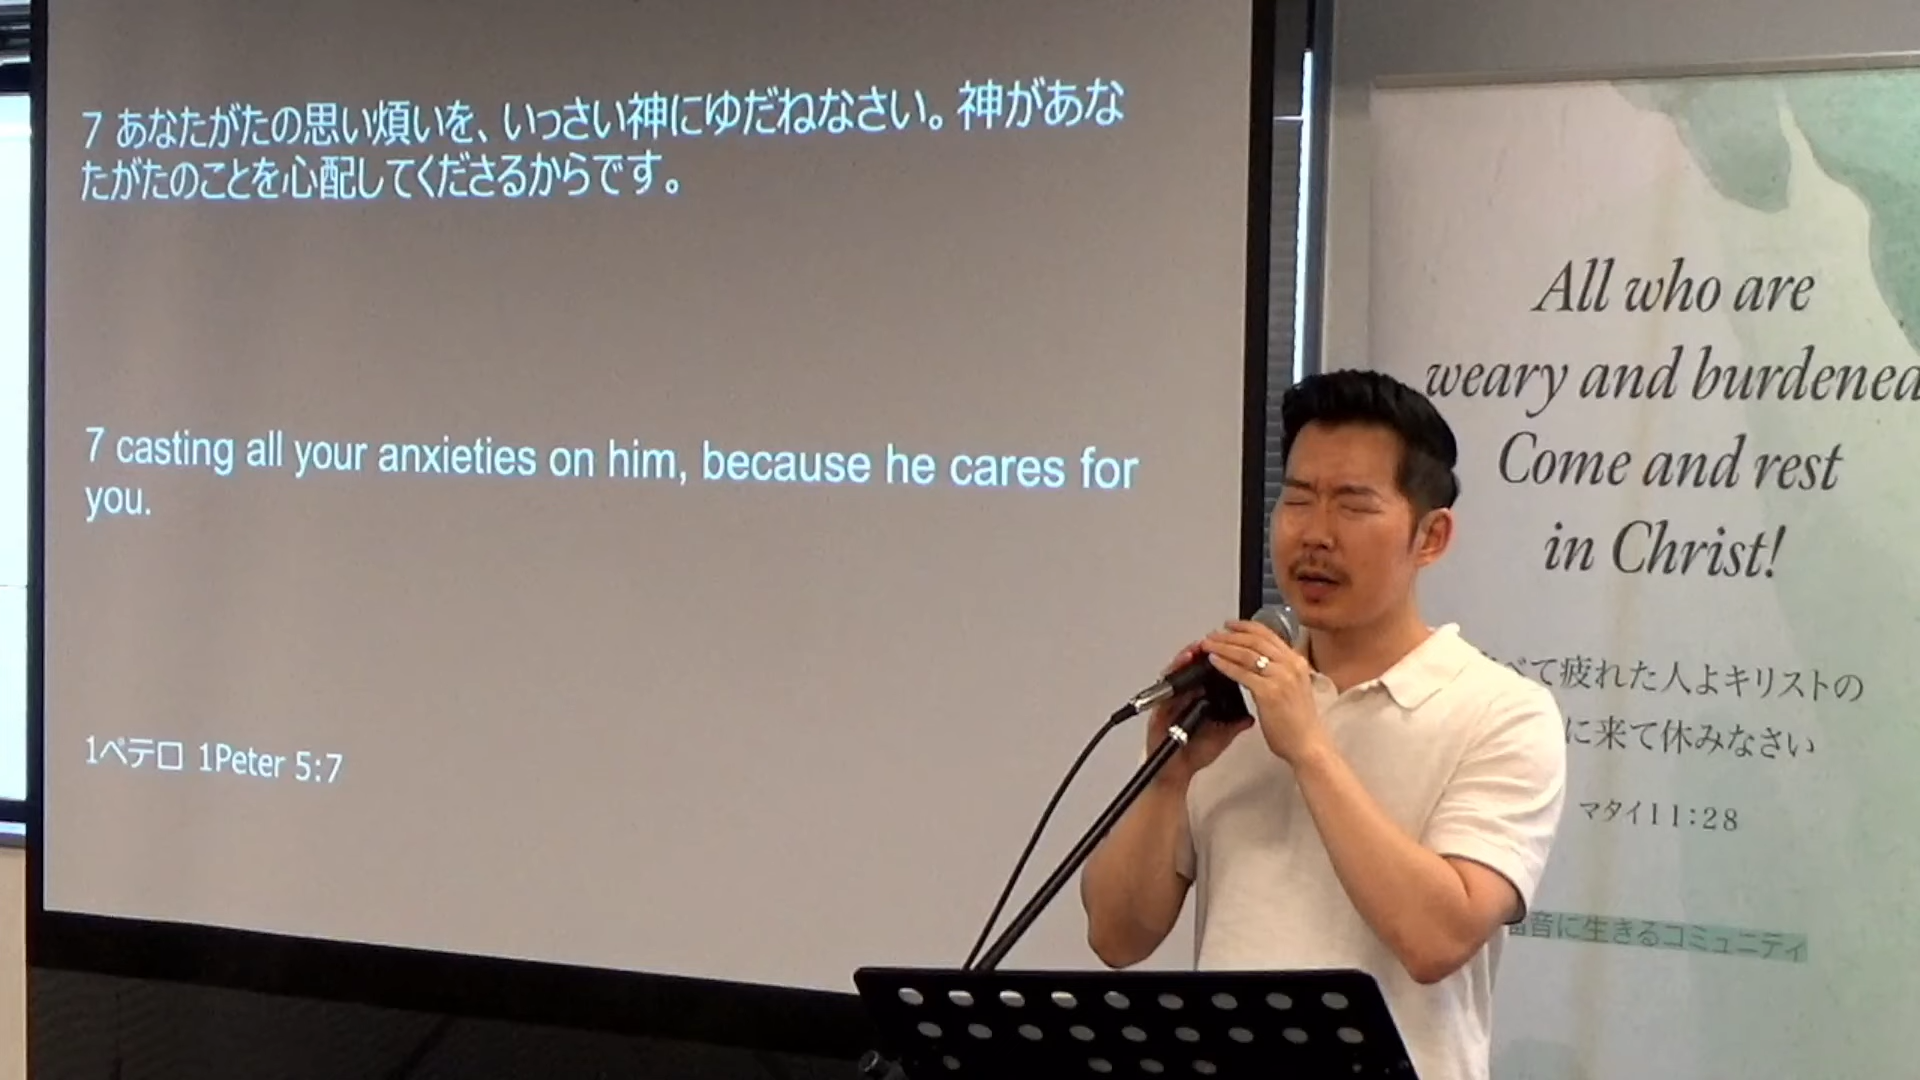 7 あなたがたの思い煩いを、いっさい神にゆだねなさい。神があな
たがたのことを心配してくださるからです。
7 casting all your anxieties on him, because he cares for
you.
1ペテロ 1Peter 5:7
All who are
weary and burdened
Come and rest
in Christ!
べて疲れた人よキリストの
に来て休みなさい
マタイ11:28
音に生きるコミュニティ